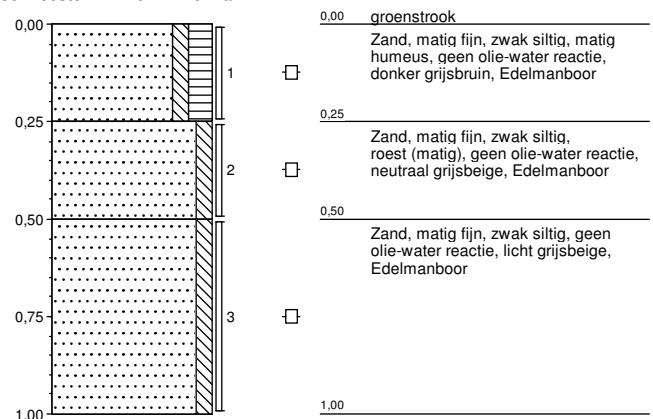 0,00
0,25
0,50
0,75
1,00
1
2
3
0,00 groenstrook
Zand, matig fijn, zwak siltig, matig
humeus, geen olie-water reactie,
donker grijsbruin, Edelmanboor
0,25
Zand, matig fijn, zwak siltig,
roest (matig), geen olie-water reactie,
neutraal grijsbeige, Edelmanboor
0,50
Zand, matig fijn, zwak siltig, geen
olie-water reactie, licht grijsbeige,
Edelmanboor
1,00